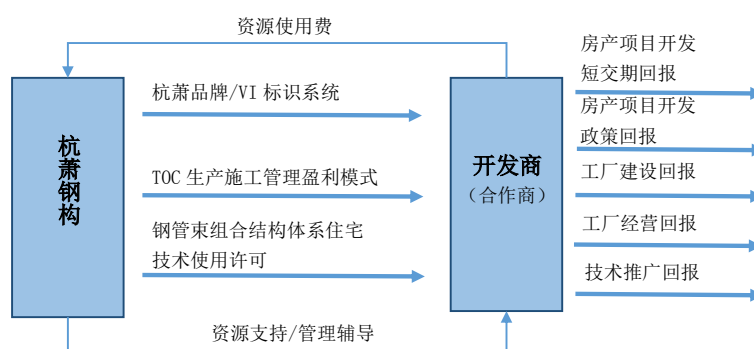 资源使用费
杭萧钢构
杭萧品牌/VI 标识系统
TOC 生产施工管理盈利模式
钢管束组合结构体系住宅
技术使用许可
资源支持/管理辅导
开发商
（合作商）
房产项目开发
短交期回报
房产项目开发
政策回报
工厂建设回报
工厂经营回报
技术推广回报